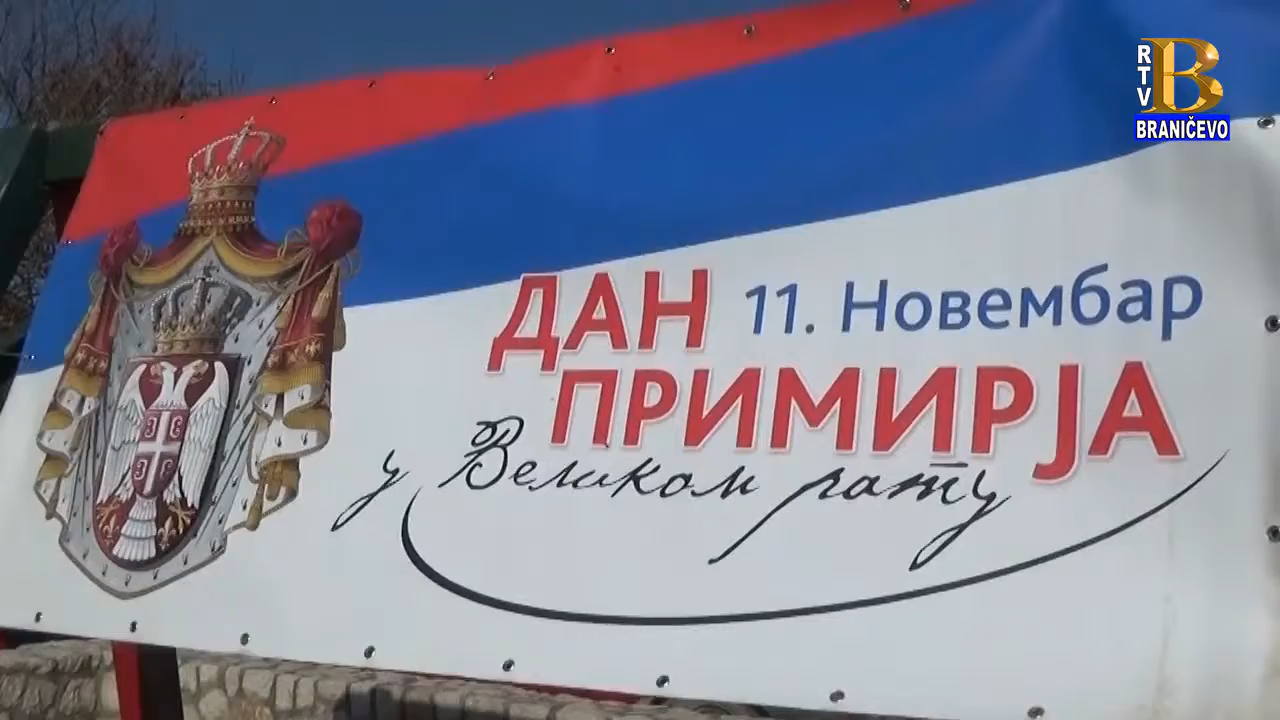 ДАН 11. Новембар
ПРИМИРЈА
у Великом рату
RTV
B
BRANIČEVO